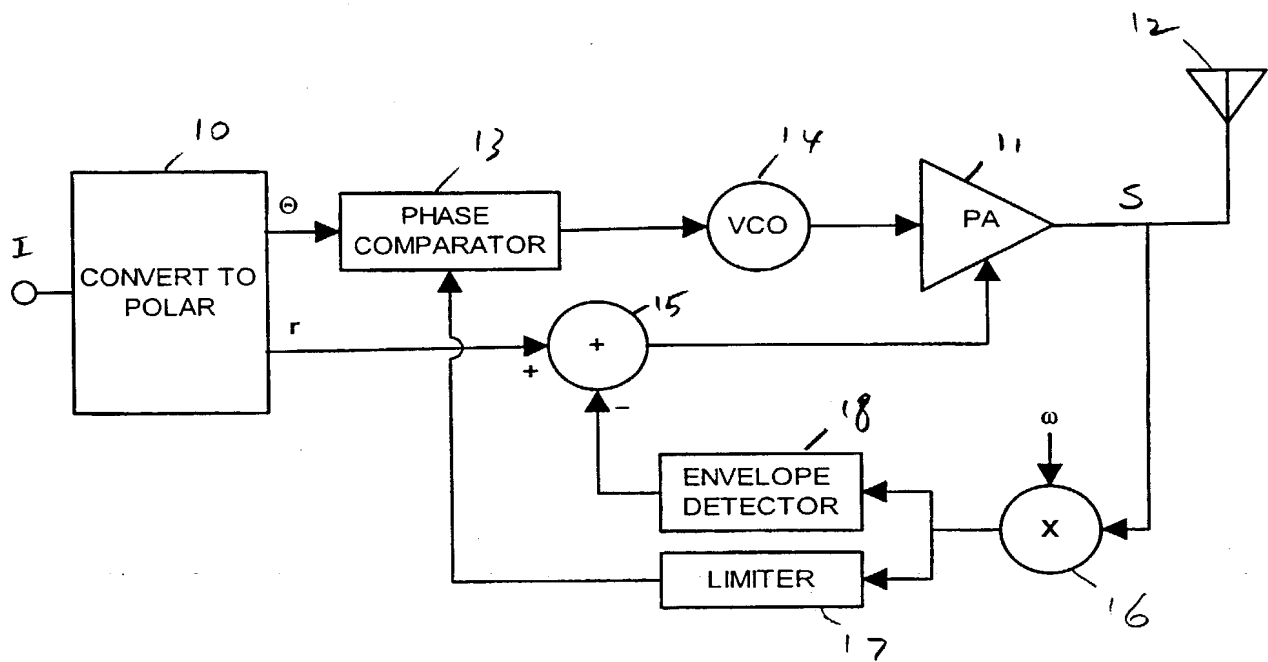 12
10
13
14
11
Θ
PHASE
COMPARATOR
VCO
PA
S
I
CONVERT TO
POLAR
r
15
+
+
−
18
ω
ENVELOPE
DETECTOR
X
LIMITER
16
17